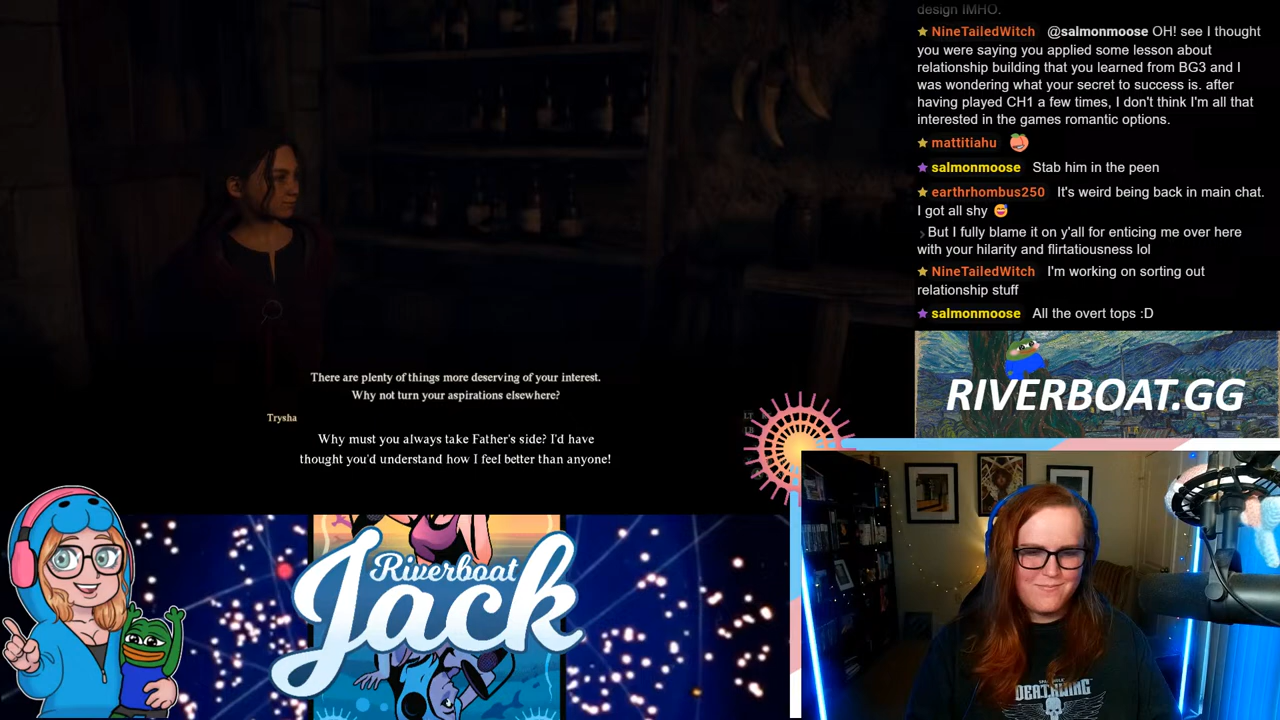 design IMHO.
NineTailedWitch @salmonmoose OH! see I thought
you were saying you applied some lesson about
relationship building that you learned from BG3 and I
was wondering what your secret to success is. after
having played CH1 a few times, I don't think I'm all that
interested in the games romantic options.
mattitiahu
salmonmoose Stab him in the peen
earthrhombus250 It's weird being back in main chat.
I got all shy
But I fully blame it on y'all for enticing me over here
with your hilarity and flirtatiousness lol
NineTailedWitch I'm working on sorting out
relationship stuff
salmonmoose All the overt tops :D
RIVERBOAT.GG
There are plenty of things more deserving of your interest.
Why not turn your aspirations elsewhere?
Trysha
Why must you always take Father's side? I'd have
thought you'd understand how I feel better than anyone!
LT
Riverboat
Jack
DEATHWING